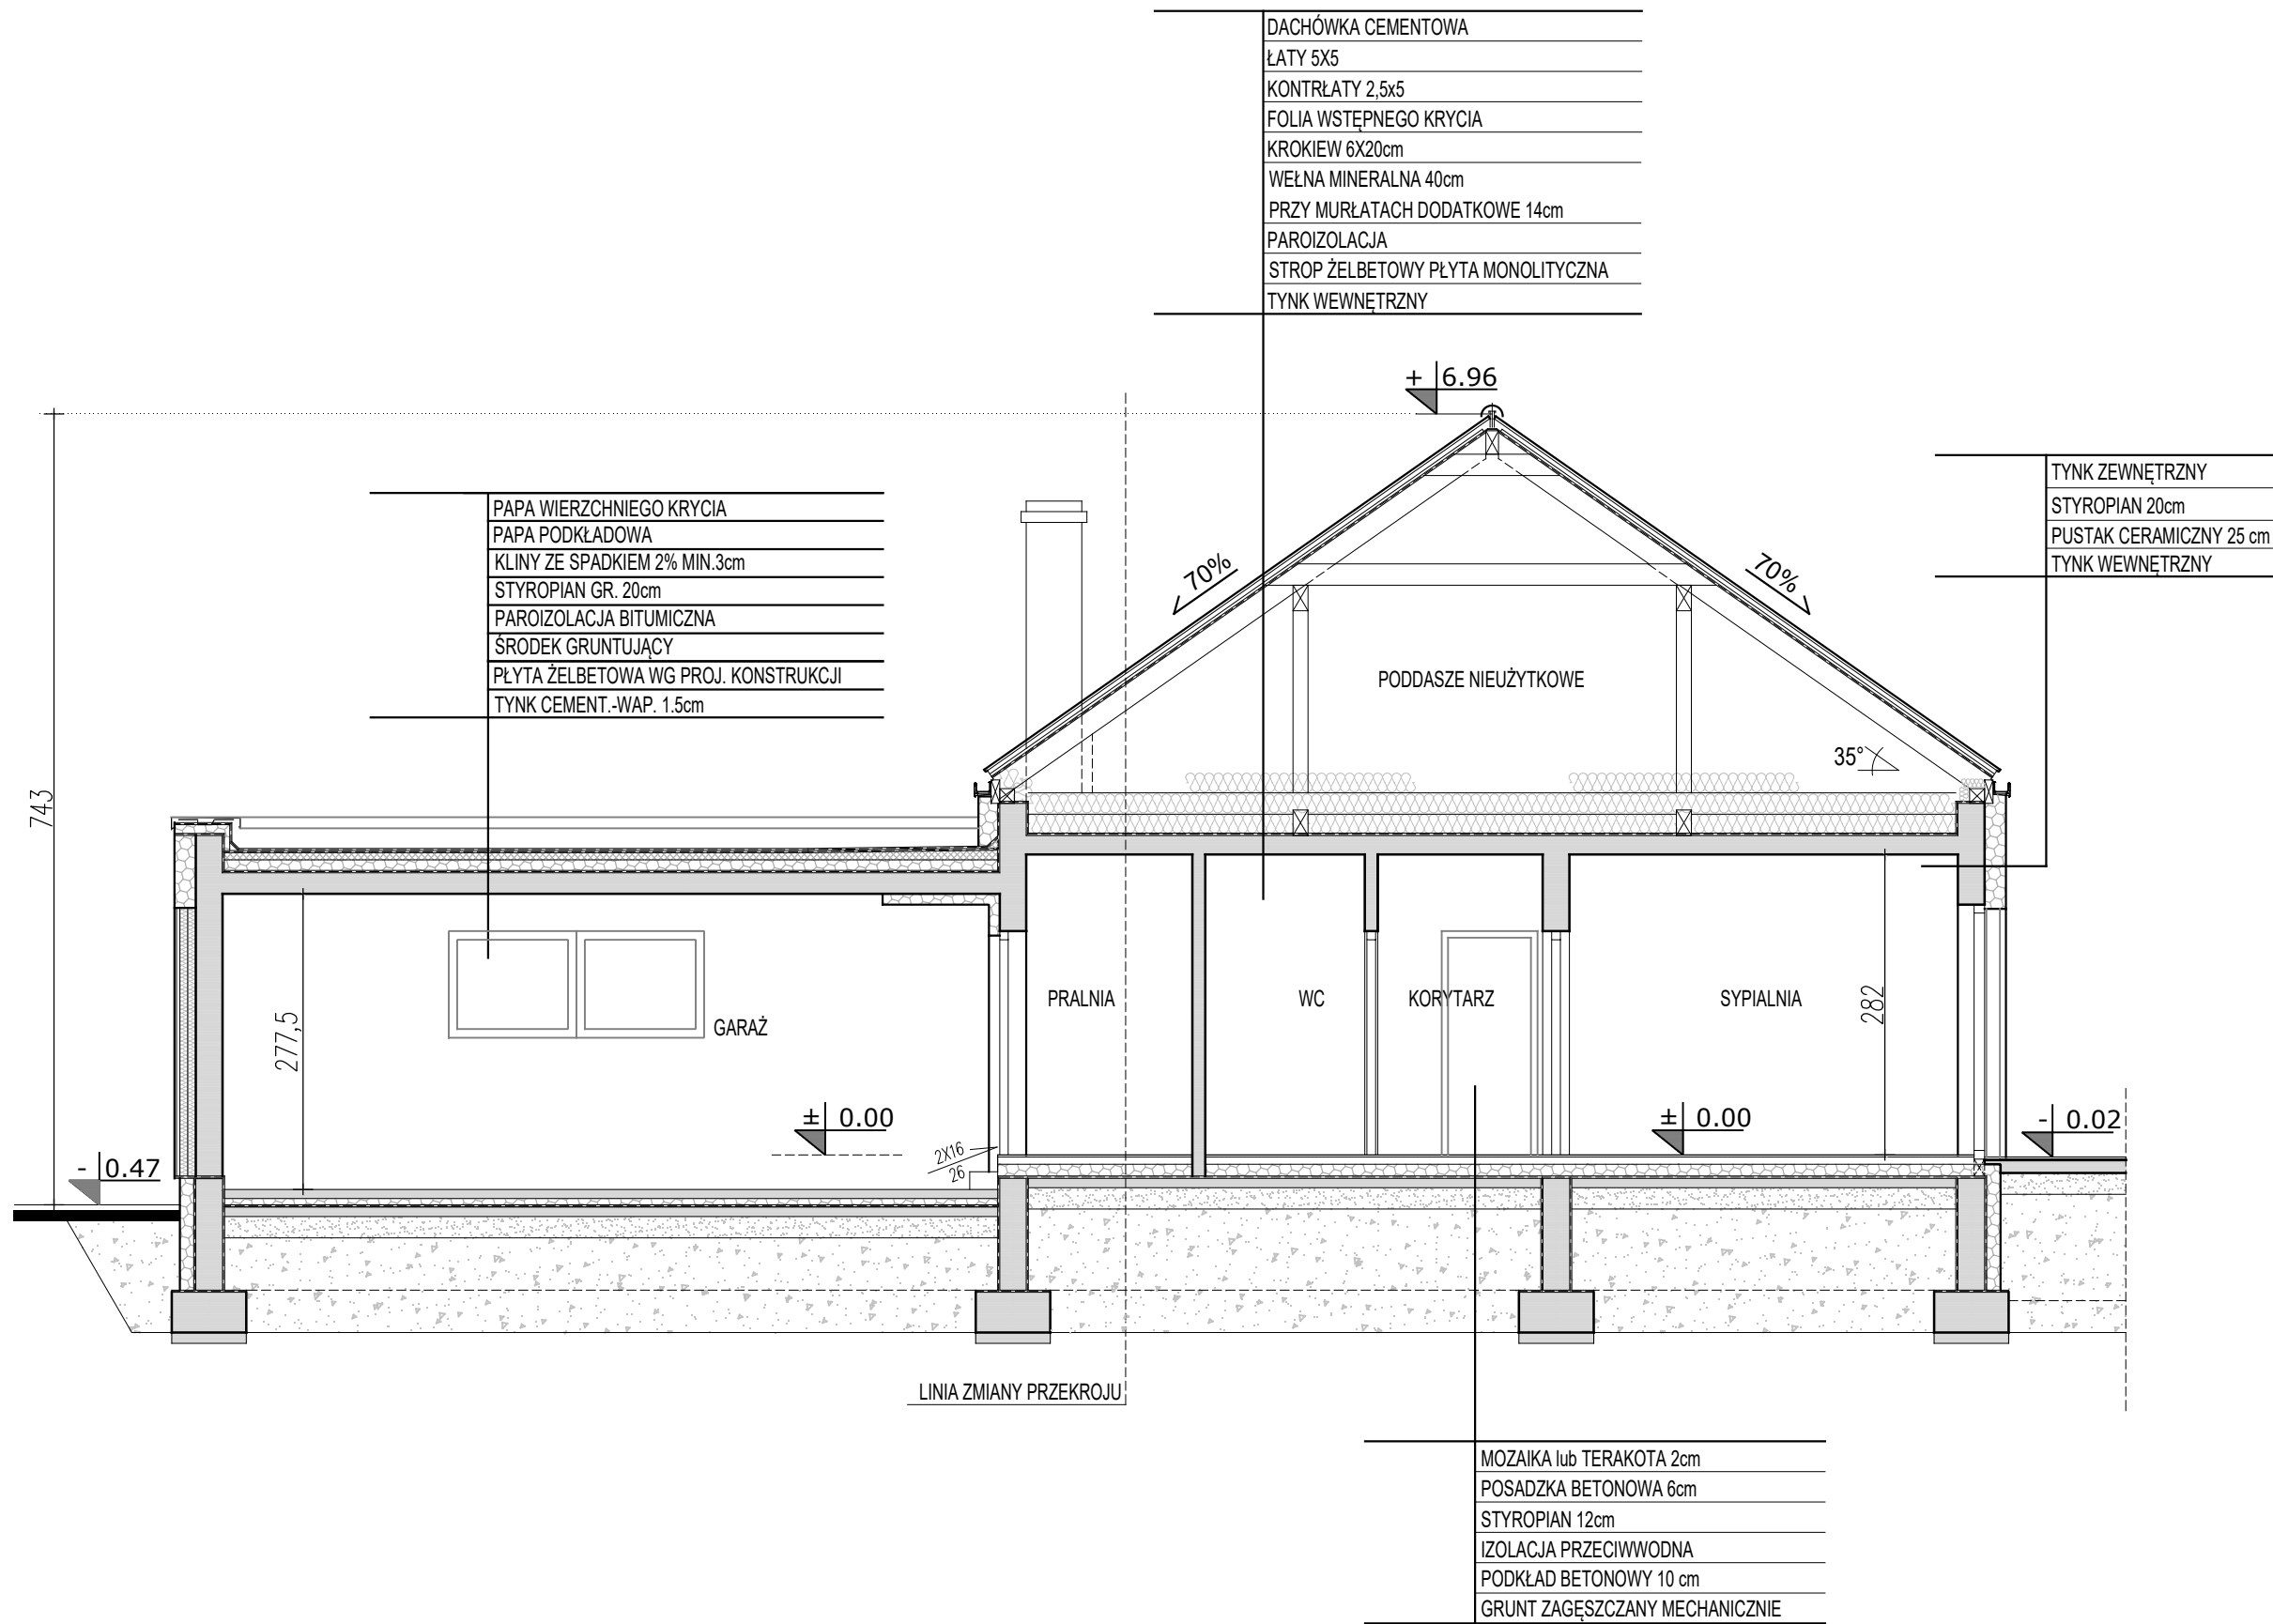 DACHÓWKA CEMENTOWA
ŁATY 5X5
KONTRŁATY 2,5x5
FOLIA WSTĘPNEGO KRYCIA
KROKIEW 6X20cm
WEŁNA MINERALNA 40cm
PRZY MURŁATACH DODATKOWE 14cm
PAROIZOLACJA
STROP ŻELBETOWY PŁYTA MONOLITYCZNA
TYNK WEWNĘTRZNY
+ 6.96
TYNK ZEWNĘTRZNY
STYROPIAN 20cm
PUSTAK CERAMICZNY 25 cm
TYNK WEWNĘTRZNY
PAPA WIERZCHNIEGO KRYCIA
PAPA PODKŁADOWA
KLINY ZE SPADKIEM 2% MIN.3cm
STYROPIAN GR. 20cm
PAROIZOLACJA BITUMICZNA
ŚRODEK GRUNTUJĄCY
PŁYTA ŻELBETOWA WG PROJ. KONSTRUKCJI
TYNK CEMENT.-WAP. 1.5cm
70%
70%
PODDASZE NIEUŻYTKOWE
35°
743
277,5
GARAŻ
PRALNIA
WC
KORYTARZ
SYPIALNIA
282
± 0.00
± 0.00
- 0.02
- 0.47
2X16
26
LINIA ZMIANY PRZEKROJU
MOZAIKA lub TERAKOTA 2cm
POSADZKA BETONOWA 6cm
STYROPIAN 12cm
IZOLACJA PRZECIWWODNA
PODKŁAD BETONOWY 10 cm
GRUNT ZAGĘSZCZANY MECHANICZNIE